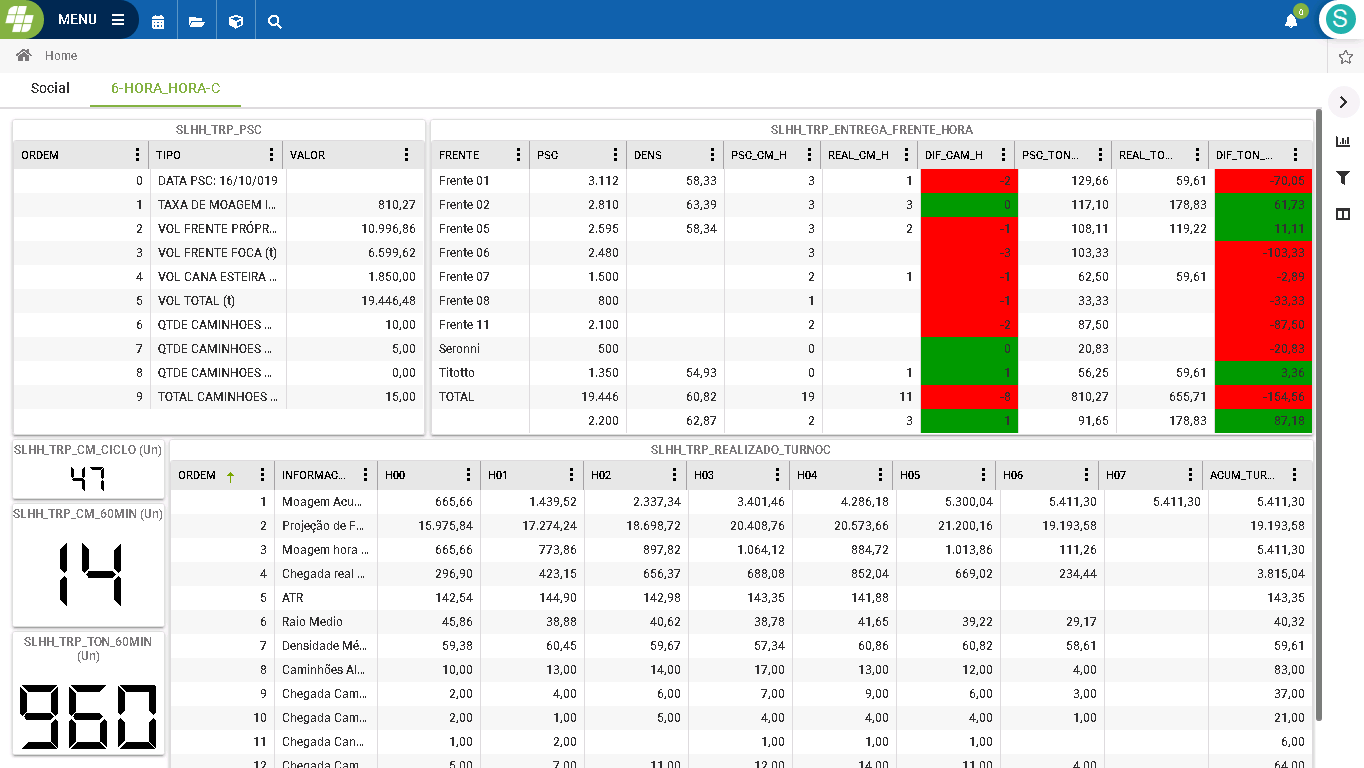 MENU
0
S
Home
Social 6-HORA_HORA-C
SLHH_TRP_PSC
ORDEM TIPO VALOR
0 DATA PSC: 16/10/019
1 TAXA DE MOAGEM I... 810,27
2 VOL FRENTE PRÓPR... 10.996,86
3 VOL FRENTE FOCA (t) 6.599,62
4 VOL CANA ESTEIRA ... 1.850,00
5 VOL TOTAL (t) 19.446,48
6 QTDE CAMINHOES ... 10,00
7 QTDE CAMINHOES ... 5,00
8 QTDE CAMINHOES ... 0,00
9 TOTAL CAMINHOES ... 15,00
SLHH_TRP_ENTREGA_FRENTE_HORA
FRENTE PSC DENS PSC_CM_H REAL_CM_H DIF_CAM_H PSC_TON... REAL_TO... DIF_TON_...
Frente 01 3.112 58,33 3 1 -2 129,66 59,61 -70,05
Frente 02 2.810 63,39 3 3 0 117,10 178,83 61,73
Frente 05 2.595 58,34 3 2 -1 108,11 119,22 11,11
Frente 06 2.480 3 -3 103,33 -103,33
Frente 07 1.500 2 1 -1 62,50 59,61 -2,89
Frente 08 800 1 -1 33,33 -33,33
Frente 11 2.100 2 -2 87,50 -87,50
Seronni 500 0 0 20,83 -20,83
Titotto 1.350 54,93 0 1 1 56,25 59,61 3,36
TOTAL 19.446 60,82 19 11 -8 810,27 655,71 -154,56
2.200 62,87 2 3 1 91,65 178,83 87,18
SLHH_TRP_CM_CICLO (Un)
47
SLHH_TRP_CM_60MIN (Un)
14
SLHH_TRP_TON_60MIN
(Un)
960
SLHH_TRP_REALIZADO_TURNOC
ORDEM INFORMAC... H00 H01 H02 H03 H04 H05 H06 H07 ACUM_TUR...
1 Moagem Acu... 665,66 1.439,52 2.337,34 3.401,46 4.286,18 5.300,04 5.411,30 5.411,30 5.411,30
2 Projeção de F... 15.975,84 17.274,24 18.698,72 20.408,76 20.573,66 21.200,16 19.193,58 19.193,58
3 Moagem hora ... 665,66 773,86 897,82 1.064,12 884,72 1.013,86 111,26 5.411,30
4 Chegada real ... 296,90 423,15 656,37 688,08 852,04 669,02 234,44 3.815,04
5 ATR 142,54 144,90 142,98 143,35 141,88 143,35
6 Raio Medio 45,86 38,88 40,62 38,78 41,65 39,22 29,17 40,32
7 Densidade Mé... 59,38 60,45 59,67 57,34 60,86 60,82 58,61 59,61
8 Caminhões Al... 10,00 13,00 14,00 17,00 13,00 12,00 4,00 83,00
9 Chegada Cam... 2,00 4,00 6,00 7,00 9,00 6,00 3,00 37,00
10 Chegada Cam... 2,00 1,00 5,00 4,00 4,00 4,00 1,00 21,00
11 Chegada Can... 1,00 2,00 1,00 1,00 1,00 6,00
12 Chegada Cam... 5,00 7,00 11,00 12,00 14,00 11,00 4,00 64,00